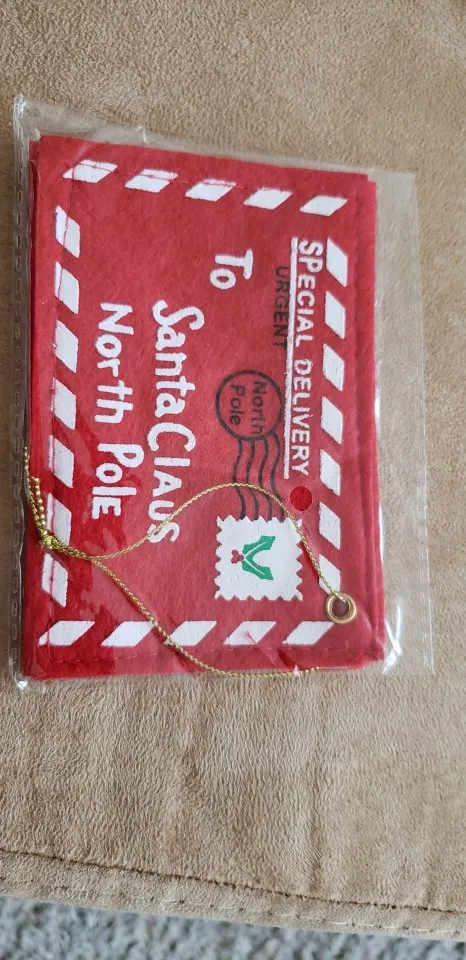 SPECIAL DELIVERY
URGENT
To
North
Pole
Santa Claus
North Pole